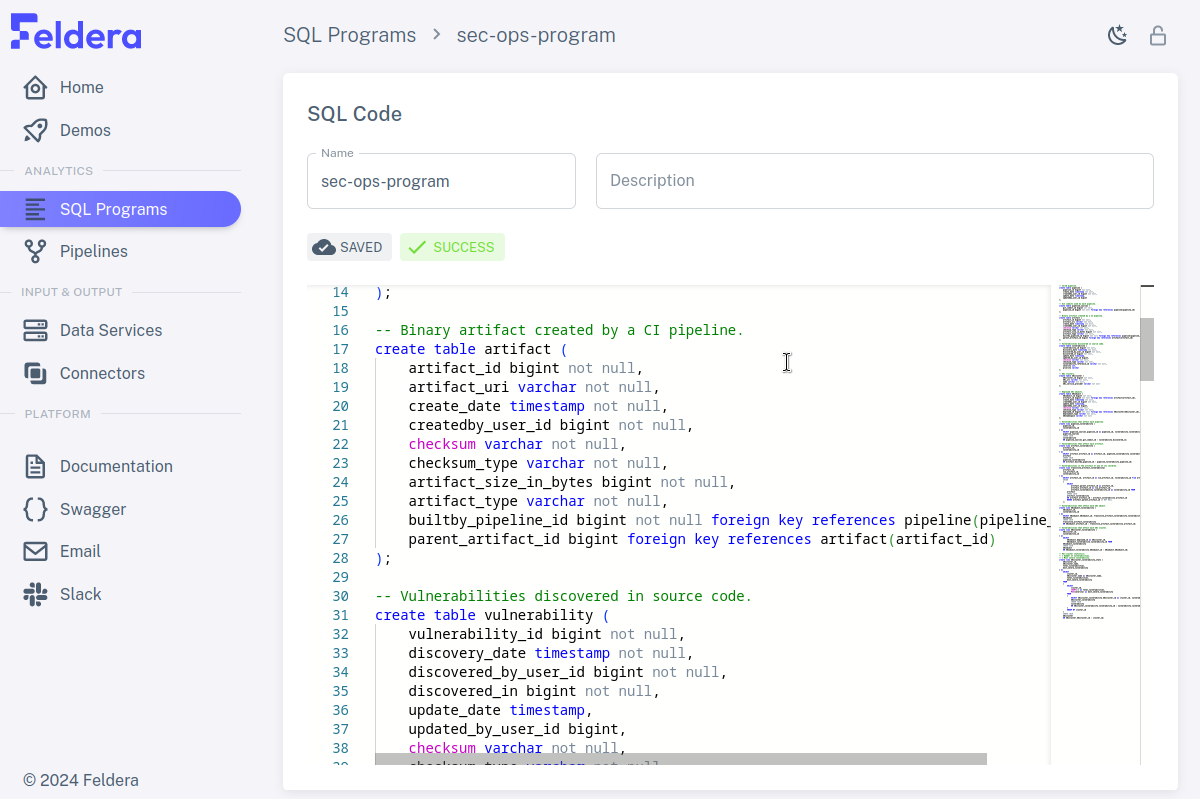 Feldera
SQL Programs > sec-ops-program
Home
Demos
ANALYTICS
SQL Programs
Pipelines
INPUT & OUTPUT
Data Services
Connectors
PLATFORM
Documentation
Swagger
Email
Slack
© 2024 Feldera
SQL Code
Name
sec-ops-program
Description
SAVED
SUCCESS
14 );
15
16 -- Binary artifact created by a CI pipeline.
17 create table artifact (
18 artifact_id bigint not null,
19 artifact_uri varchar not null,
20 create_date timestamp not null,
21 createdby_user_id bigint not null,
22 checksum varchar not null,
23 checksum_type varchar not null,
24 artifact_size_in_bytes bigint not null,
25 artifact_type varchar not null,
26 builtby_pipeline_id bigint not null foreign key references pipeline(pipeline_
27 parent_artifact_id bigint foreign key references artifact(artifact_id)
28 );
29
30 -- Vulnerabilities discovered in source code.
31 create table vulnerability (
32 vulnerability_id bigint not null,
33 discovery_date timestamp not null,
34 discovered_by_user_id bigint not null,
35 discovered_in bigint not null,
36 update_date timestamp,
37 updated_by_user_id bigint,
38 checksum varchar not null,